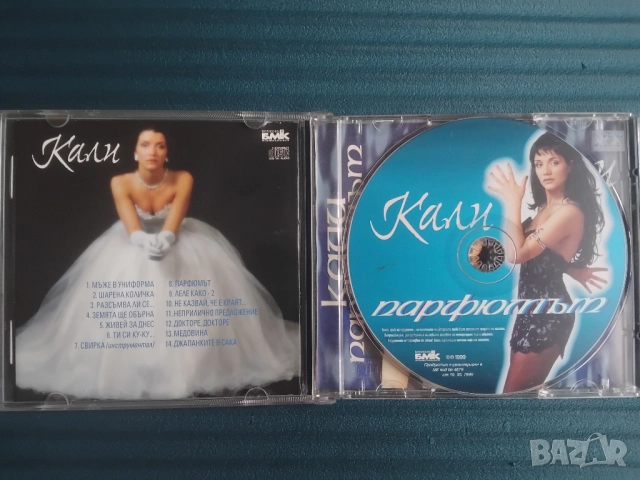 Кали
БМК
1. МЪЖЕ В УНИФОРМА
2. ШАРЕНА КОЛИЧКА
3. РАЗСЪМВА ЛИ СЕ...
4. ЗЕМЯТА ЩЕ ОБЪРНА
5. ЖИВЕЙ ЗА ДНЕС
6. ТИ СИ КУ-КУ...
7. СВИРКА (инструментал)
8. ПАРФЮМЪТ
9. ЛЕЛЕ КАКО - 2
10. НЕ КАЗВАЙ, ЧЕ Е КРАЯТ...
11. НЕПРИЛИЧНО ПРЕДЛОЖЕНИЕ
12. ДОКТОРЕ, ДОКТОРЕ
13. МЕДОВИНА
14. ДЖАПАНКИТЕ В САКА
кали
Кали
парфюмът
БМК
1999
BAZAR
bazar.bg